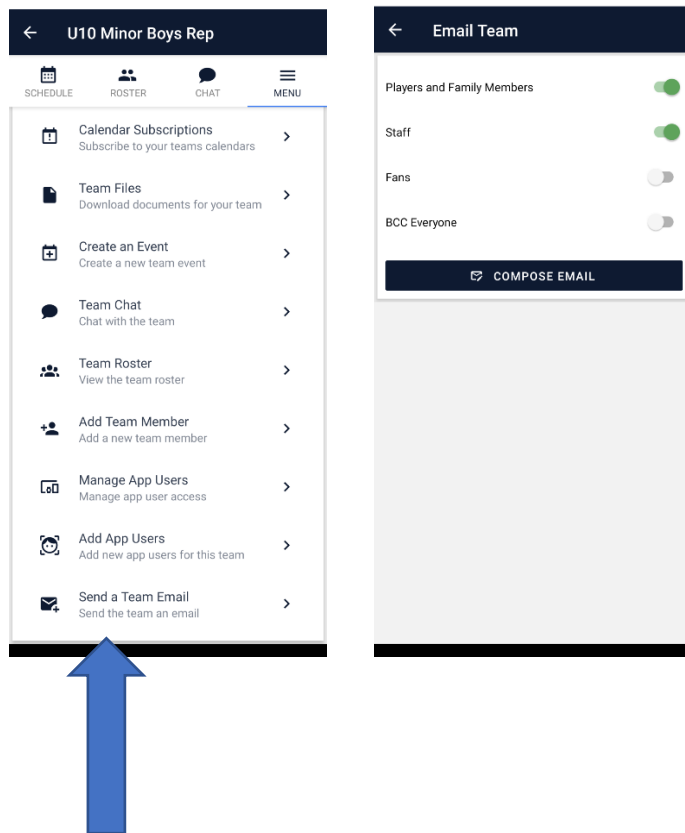 U10 Minor Boys Rep
SCHEDULE ROSTER CHAT MENU
Calendar Subscriptions
Subscribe to your teams calendars
Team Files
Download documents for your team
Create an Event
Create a new team event
Team Chat
Chat with the team
Team Roster
View the team roster
Add Team Member
Add a new team member
Manage App Users
Manage app user access
Add App Users
Add new app users for this team
Send a Team Email
Send the team an email
Email Team
Players and Family Members
Staff
Fans
BCC Everyone
COMPOSE EMAIL